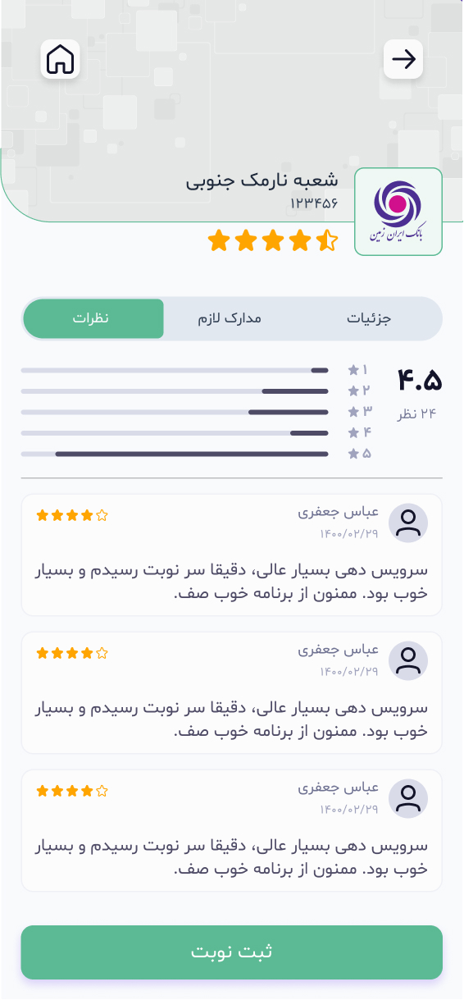 شعبه نارمک جنوبی
۱۲۳۴۵۶
بانک ایران زمین
جزئیات
مدارک لازم
نظرات
۴.۵
۲۴ نظر
۱
۲
۳
۴
۵
عباس جعفری
۱۴۰۰/۰۲/۲۹
سرویس دهی بسیار عالی، دقیقا سر نوبت رسیدم و بسیار
خوب بود. ممنون از برنامه خوب صف.
عباس جعفری
۱۴۰۰/۰۲/۲۹
سرویس دهی بسیار عالی، دقیقا سر نوبت رسیدم و بسیار
خوب بود. ممنون از برنامه خوب صف.
عباس جعفری
۱۴۰۰/۰۲/۲۹
سرویس دهی بسیار عالی، دقیقا سر نوبت رسیدم و بسیار
خوب بود. ممنون از برنامه خوب صف.
ثبت نوبت